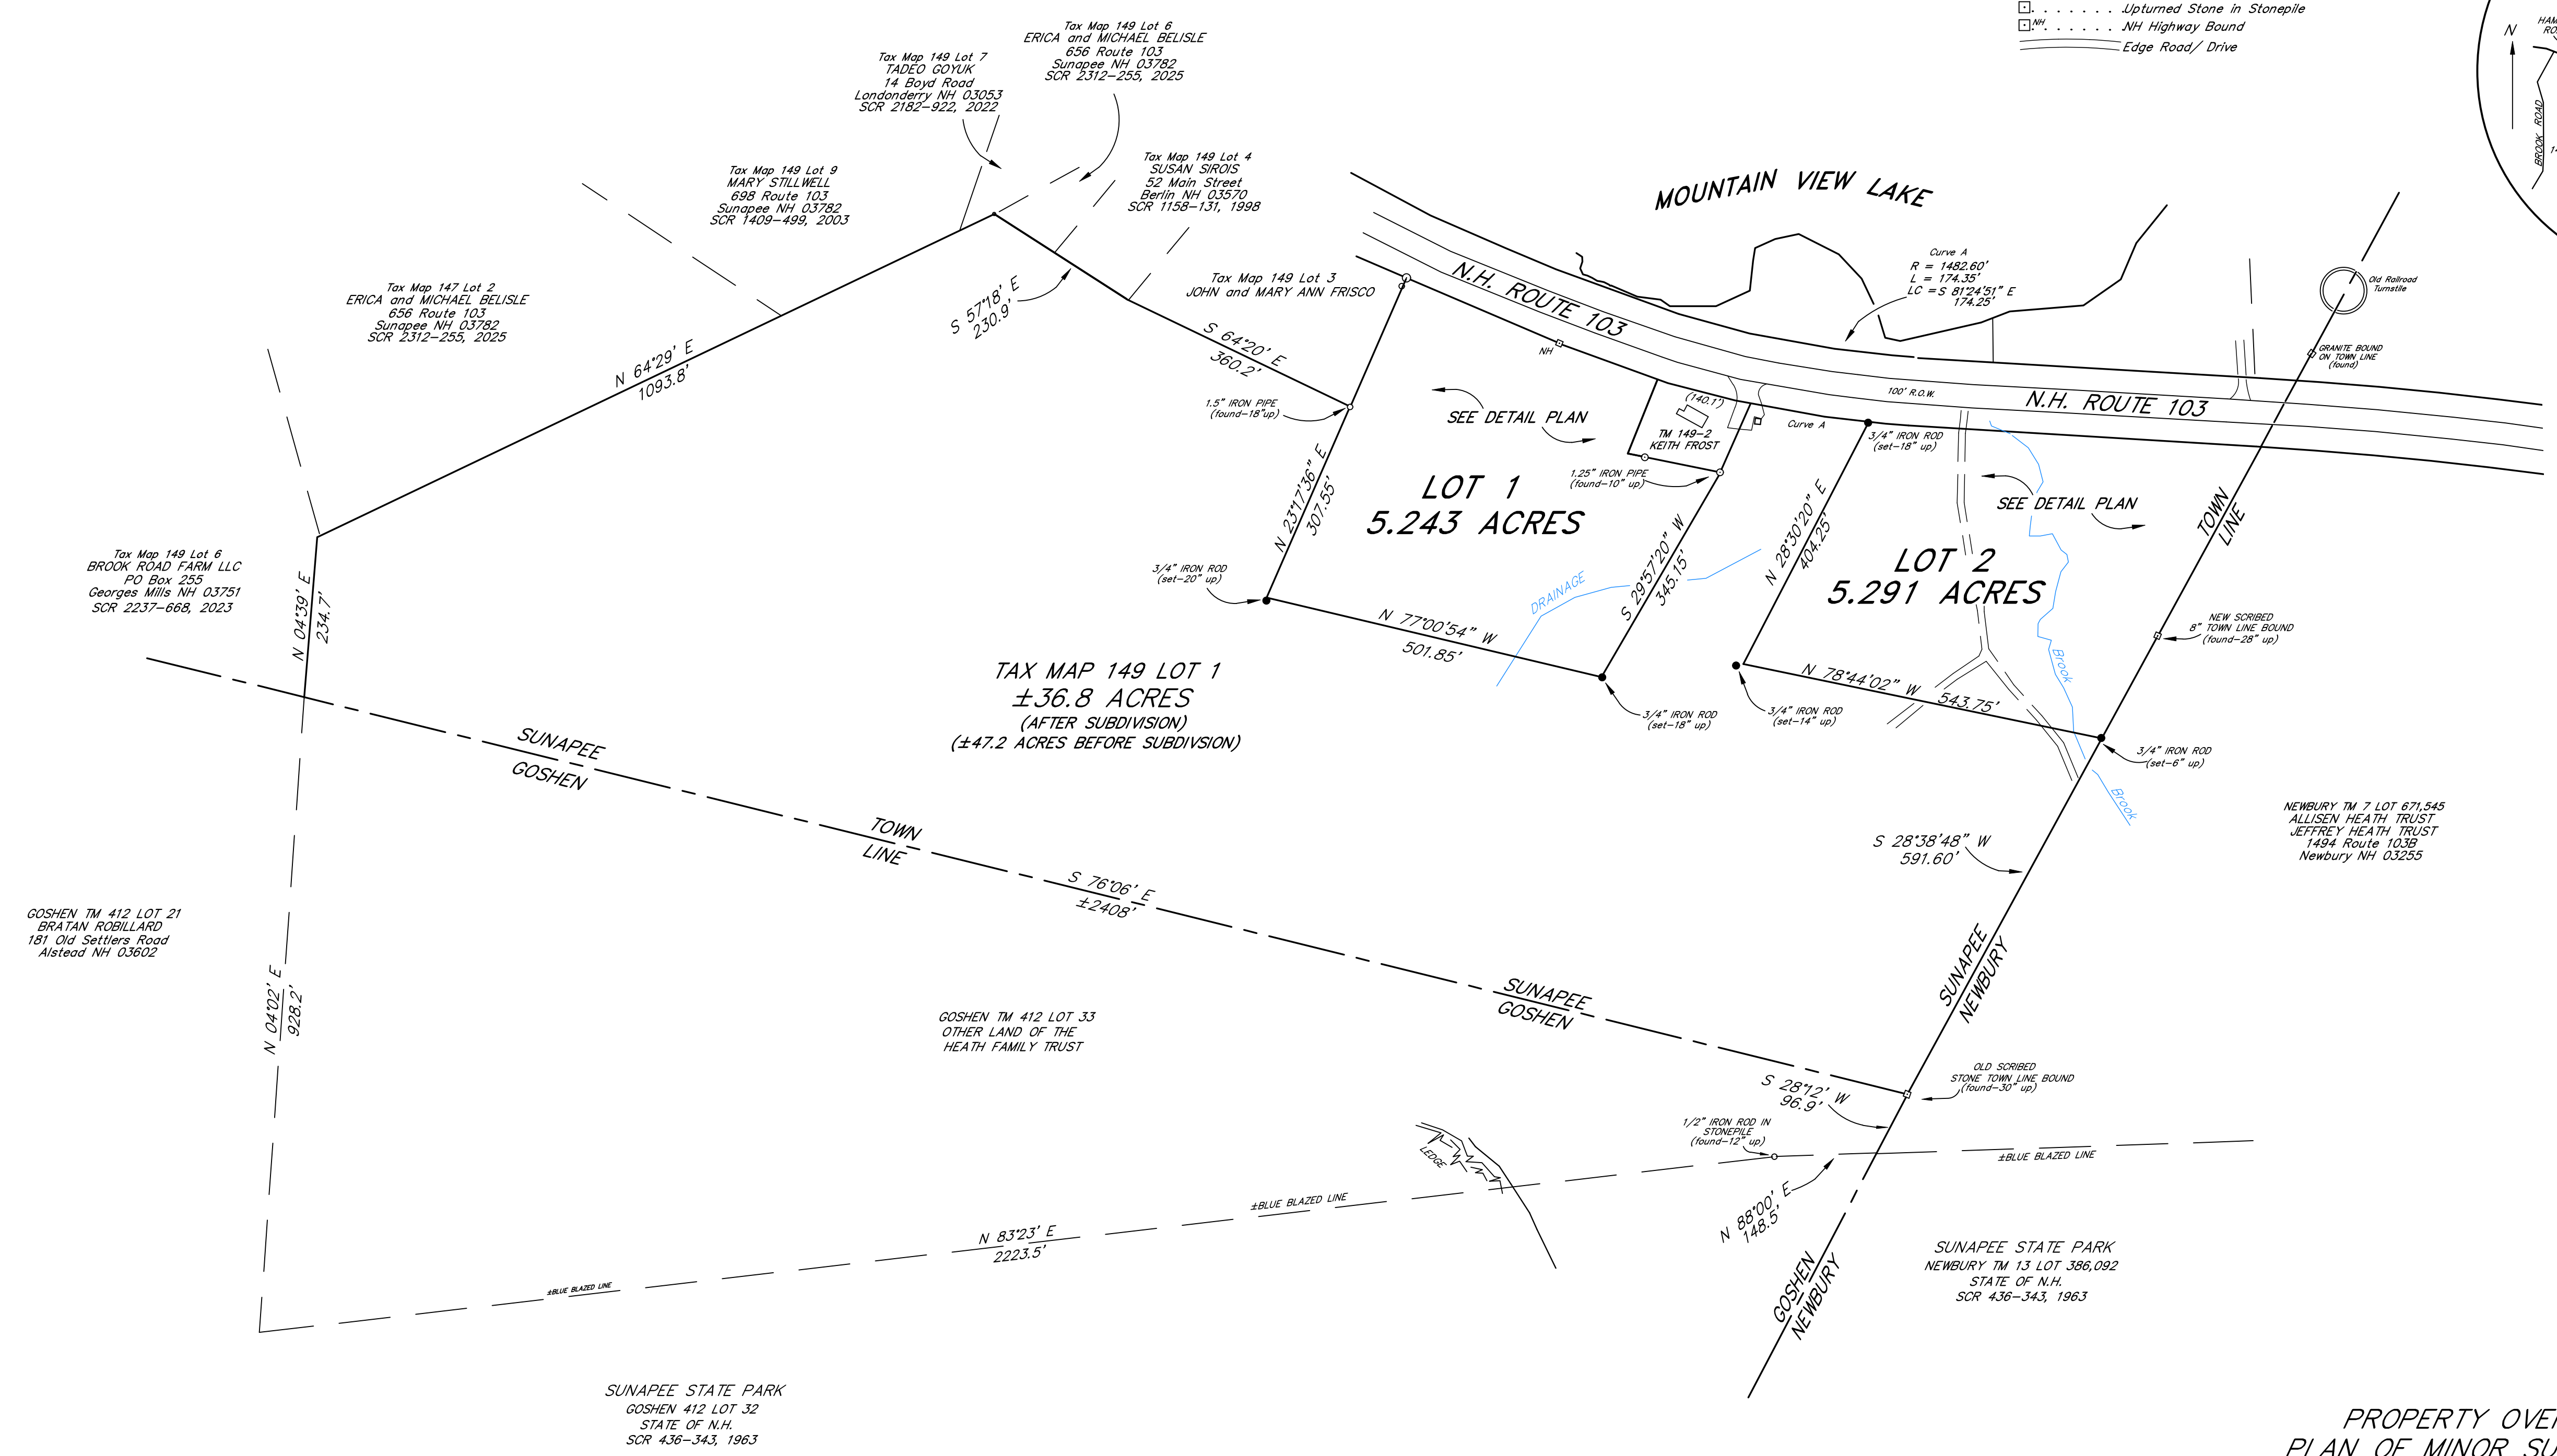 Upturned Stone in Stonepile
NH
NH Highway Bound
Edge Road/ Drive
N
BROOK ROAD
Tax Map 149 Lot 6
ERICA and MICHAEL BELISLE
656 Route 103
Sunapee NH 03782
SCR 2312-255, 2025
Tax Map 149 Lot 7
TADEO GOYUK
14 Boyd Road
Londonderry NH 03053
SCR 2182-922, 2022
Tax Map 149 Lot 4
SUSAN SIROIS
52 Main Street
Berlin NH 03570
SCR 1158-131, 1998
Tax Map 149 Lot 9
MARY STILLWELL
698 Route 103
Sunapee NH 03782
SCR 1409-499, 2003
Tax Map 147 Lot 2
ERICA and MICHAEL BELISLE
656 Route 103
Sunapee NH 03782
SCR 2312-255, 2025
Tax Map 149 Lot 3
JOHN and MARY ANN FRISCO
MOUNTAIN VIEW LAKE
Curve A
R = 1482.60'
L = 174.35'
LC = S 81°24'51" E
174.25'
Old Railroad
Turnstile
GRANITE BOUND
ON TOWN LINE
(found)
N.H. ROUTE 103
N.H. ROUTE 103
100' R.O.W.
NH
S 57°18' E
230.9'
S 64°20' E
360.2'
N 64°29' E
1093.8'
1.5" IRON PIPE
(found-18"up)
SEE DETAIL PLAN
(140.1')
TM 149-2
KEITH FROST
Curve A
3/4" IRON ROD
(set-18" up)
1.25" IRON PIPE
(found-10" up)
LOT 1
5.243 ACRES
N 23°17'36" E
307.55'
S 29°57'20" W
345.15'
N 28°30'20" E
404.25'
SEE DETAIL PLAN
LOT 2
5.291 ACRES
TOWN
LINE
Tax Map 149 Lot 6
BROOK ROAD FARM LLC
PO Box 255
Georges Mills NH 03751
SCR 2237-668, 2023
N 04°39' E
234.7'
3/4" IRON ROD
(set-20" up)
DRAINAGE
N 77°00'54" W
501.85'
N 78°44'02" W
543.75'
Brook
NEW SCRIBED
8" TOWN LINE BOUND
(found-28" up)
3/4" IRON ROD
(set-18" up)
3/4" IRON ROD
(set-14" up)
3/4" IRON ROD
(set-6" up)
Brook
TAX MAP 149 LOT 1
±36.8 ACRES
(AFTER SUBDIVISION)
(±47.2 ACRES BEFORE SUBDIVSION)
SUNAPEE
GOSHEN
TOWN
LINE
S 76°06' E
±2408'
S 28°38'48" W
591.60'
NEWBURY TM 7 LOT 671,545
ALLISEN HEATH TRUST
JEFFREY HEATH TRUST
1494 Route 103B
Newbury NH 03255
GOSHEN TM 412 LOT 21
BRATAN ROBILLARD
181 Old Settlers Road
Alstead NH 03602
N 04°02' E
928.2'
GOSHEN TM 412 LOT 33
OTHER LAND OF THE
HEATH FAMILY TRUST
SUNAPEE
GOSHEN
SUNAPEE
NEWBURY
OLD SCRIBED
STONE TOWN LINE BOUND
(found-30" up)
S 28°12' W
96.9'
1/2" IRON ROD IN
STONEPILE
(found-12" up)
LEDGE
±BLUE BLAZED LINE
±BLUE BLAZED LINE
±BLUE BLAZED LINE
N 83°23' E
2223.5'
N 88°00' E
148.5'
GOSHEN
NEWBURY
SUNAPEE STATE PARK
NEWBURY TM 13 LOT 386,092
STATE OF N.H.
SCR 436-343, 1963
SUNAPEE STATE PARK
GOSHEN 412 LOT 32
STATE OF N.H.
SCR 436-343, 1963
PROPERTY OVE
PLAN OF MINOR SU